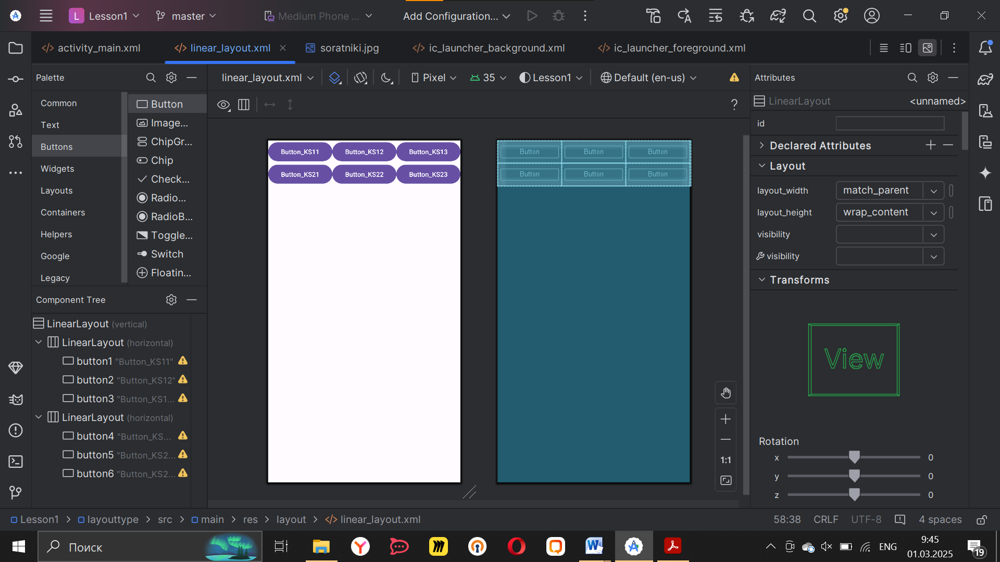 L Lesson1 master Medium Phone ... Add Configuration...
activity_main.xml linear_layout.xml soratniki.jpg ic_launcher_background.xml ic_launcher_foreground.xml
Palette
linear_layout.xml Pixel 35 Lesson1 Default (en-us)
Attributes
Common
Text
Buttons
Widgets
Layouts
Containers
Helpers
Google
Legacy
Button
Image...
ChipGr...
Chip
Check...
Radio...
RadioB...
Toggle...
Switch
Floatin...
?
LinearLayout <unnamed>
id
Declared Attributes
Layout
layout_width match_parent
layout_height wrap_content
visibility
visibility
Transforms
View
Rotation
x 0
y 0
z 0
Button_KS11 Button_KS12 Button_KS13
Button_KS21 Button_KS22 Button_KS23
Button Button Button
Button Button Button
1:1
Component Tree
LinearLayout (vertical)
LinearLayout (horizontal)
button1 "Button_KS11"
button2 "Button_KS12"
button3 "Button_KS1...
LinearLayout (horizontal)
button4 "Button_KS...
button5 "Button_KS2...
button6 "Button_KS2...
Lesson1 > layouttype > src > main > res > layout > linear_layout.xml
58:38 CRLF UTF-8 4 spaces
Поиск
ENG
9:45
01.03.2025
19